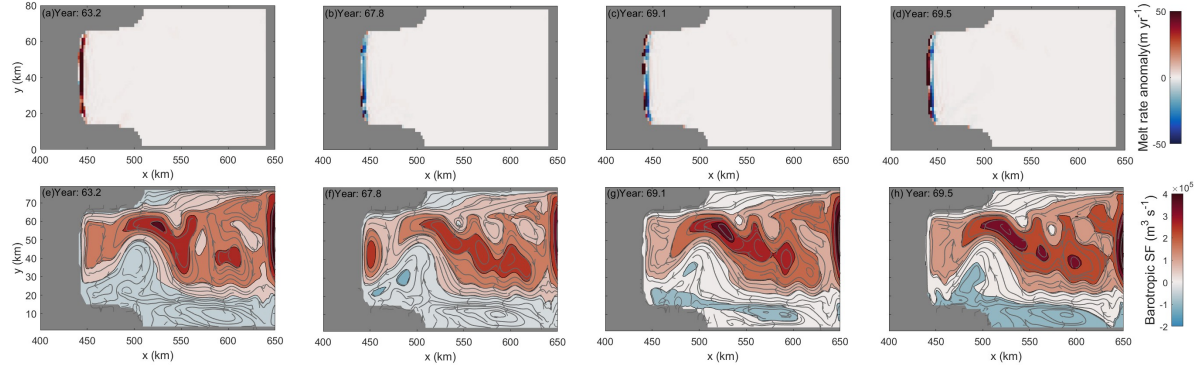 (a)Year: 63.2
80
60
40
20
0
y (km)
400 450 500 550 600 650
x (km)
(b)Year: 67.8
400 450 500 550 600 650
x (km)
(c)Year: 69.1
400 450 500 550 600 650
x (km)
(d)Year: 69.5
400 450 500 550 600 650
x (km)
50
0
-50
Melt rate anomaly(m yr⁻¹)
(e)Year: 63.2
80
70
60
50
40
30
20
10
y (km)
400 450 500 550 600 650
x (km)
(f)Year: 67.8
400 450 500 550 600 650
x (km)
(g)Year: 69.1
400 450 500 550 600 650
x (km)
(h)Year: 69.5
400 450 500 550 600 650
x (km)
× 10⁵
4
3
2
1
0
-1
-2
Barotropic SF (m³ s⁻¹)